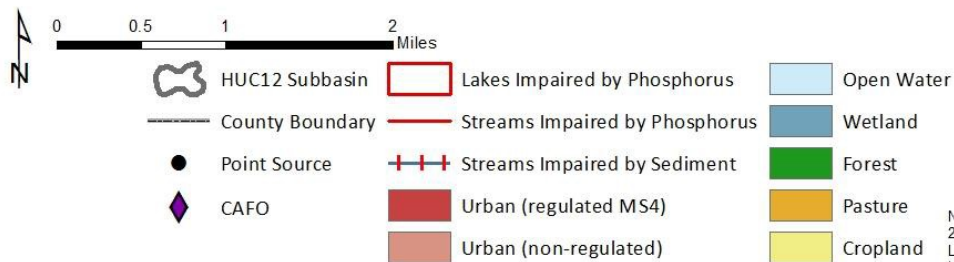 0 0.5 1 2
Miles
N
HUC12 Subbasin
County Boundary
Point Source
CAFO
Lakes Impaired by Phosphorus
Streams Impaired by Phosphorus
Streams Impaired by Sediment
Urban (regulated MS4)
Urban (non-regulated)
Open Water
Wetland
Forest
Pasture
Cropland
N
2
L